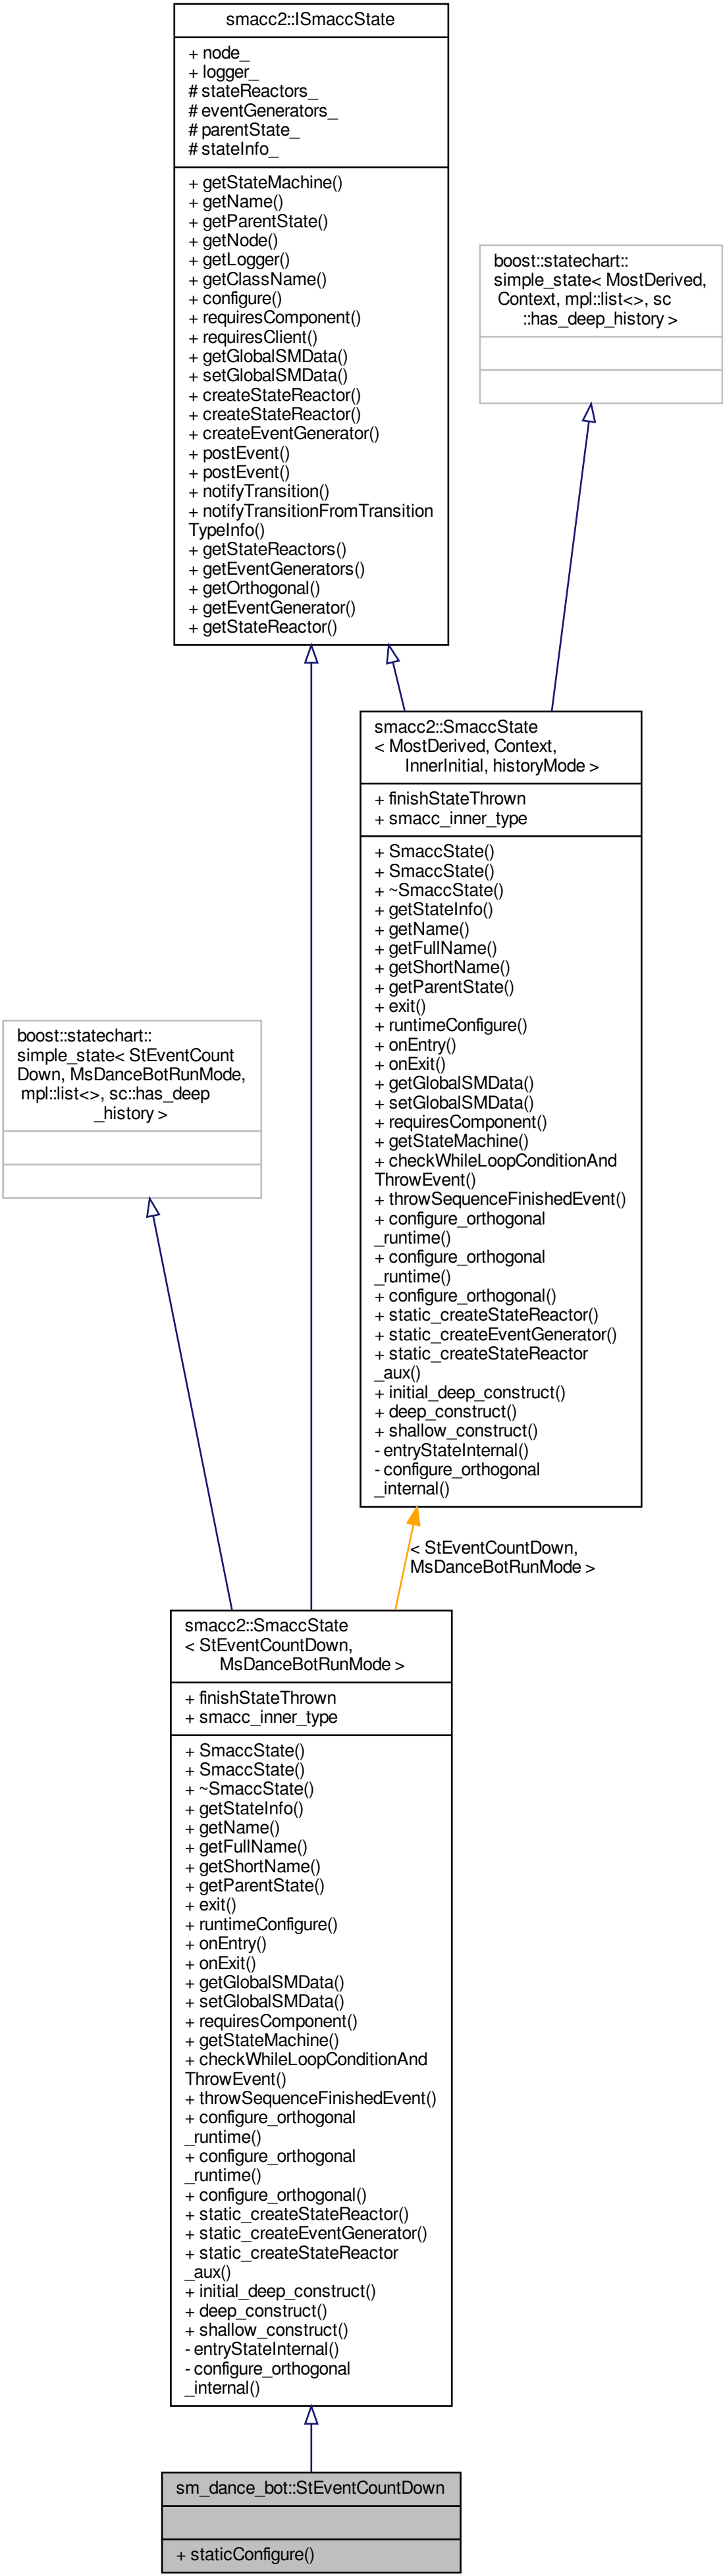 smacc2::ISmaccState
+ node_
+ logger_
# stateReactors_
# eventGenerators_
# parentState_
# stateInfo_
+ getStateMachine()
+ getName()
+ getParentState()
+ getNode()
+ getLogger()
+ getClassName()
+ configure()
+ requiresComponent()
+ requiresClient()
+ getGlobalSMData()
+ setGlobalSMData()
+ createStateReactor()
+ createStateReactor()
+ createEventGenerator()
+ postEvent()
+ postEvent()
+ notifyTransition()
+ notifyTransitionFromTransition
TypeInfo()
+ getStateReactors()
+ getEventGenerators()
+ getOrthogonal()
+ getEventGenerator()
+ getStateReactor()
boost::statechart::
simple_state< MostDerived,
Context, mpl::list<>, sc
::has_deep_history >
smacc2::SmaccState
< MostDerived, Context,
InnerInitial, historyMode >
+ finishStateThrown
+ smacc_inner_type
+ SmaccState()
+ SmaccState()
+ ~SmaccState()
+ getStateInfo()
+ getName()
+ getFullName()
+ getShortName()
+ getParentState()
+ exit()
+ runtimeConfigure()
+ onEntry()
+ onExit()
+ getGlobalSMData()
+ setGlobalSMData()
+ requiresComponent()
+ getStateMachine()
+ checkWhileLoopConditionAnd
ThrowEvent()
+ throwSequenceFinishedEvent()
+ configure_orthogonal
_runtime()
+ configure_orthogonal
_runtime()
+ configure_orthogonal()
+ static_createStateReactor()
+ static_createEventGenerator()
+ static_createStateReactor
_aux()
+ initial_deep_construct()
+ deep_construct()
+ shallow_construct()
- entryStateInternal()
- configure_orthogonal
_internal()
boost::statechart::
simple_state< StEventCount
Down, MsDanceBotRunMode,
mpl::list<>, sc::has_deep
_history >
< StEventCountDown,
MsDanceBotRunMode >
smacc2::SmaccState
< StEventCountDown,
MsDanceBotRunMode >
+ finishStateThrown
+ smacc_inner_type
+ SmaccState()
+ SmaccState()
+ ~SmaccState()
+ getStateInfo()
+ getName()
+ getFullName()
+ getShortName()
+ getParentState()
+ exit()
+ runtimeConfigure()
+ onEntry()
+ onExit()
+ getGlobalSMData()
+ setGlobalSMData()
+ requiresComponent()
+ getStateMachine()
+ checkWhileLoopConditionAnd
ThrowEvent()
+ throwSequenceFinishedEvent()
+ configure_orthogonal
_runtime()
+ configure_orthogonal
_runtime()
+ configure_orthogonal()
+ static_createStateReactor()
+ static_createEventGenerator()
+ static_createStateReactor
_aux()
+ initial_deep_construct()
+ deep_construct()
+ shallow_construct()
- entryStateInternal()
- configure_orthogonal
_internal()
sm_dance_bot::StEventCountDown
+ staticConfigure()